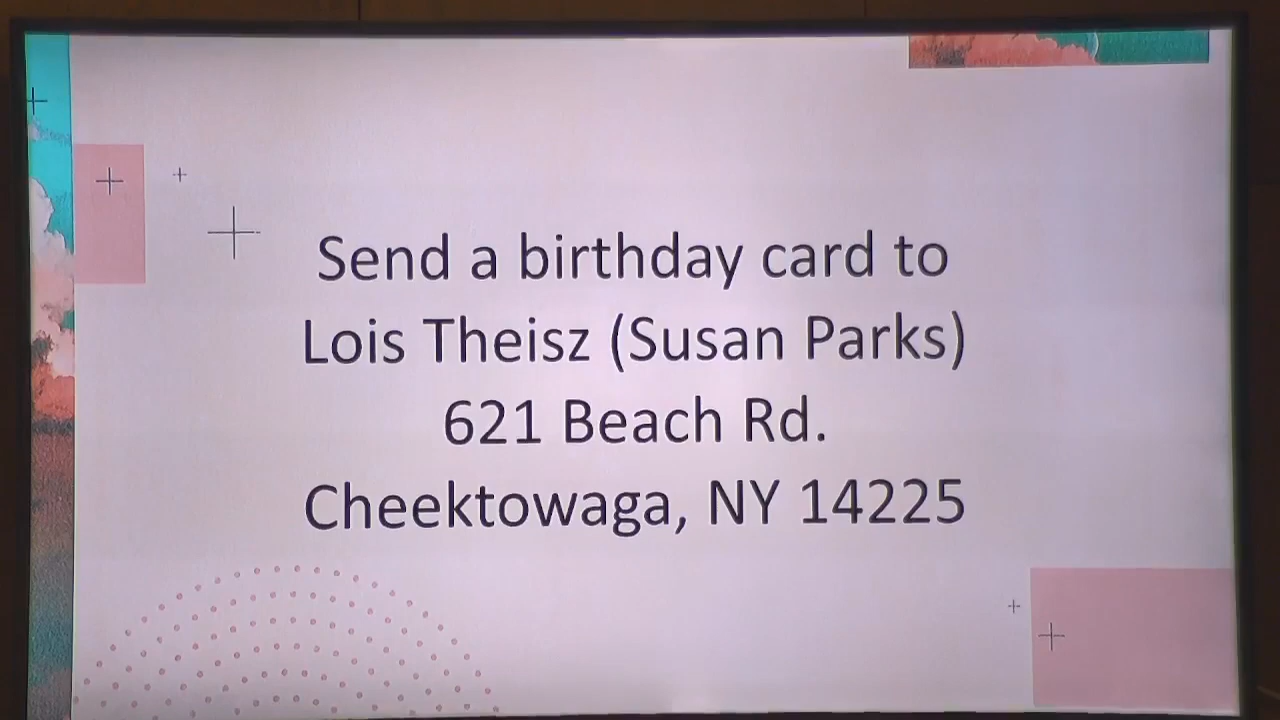 Send a birthday card to
Lois Theisz (Susan Parks)
621 Beach Rd.
Cheektowaga, NY 14225